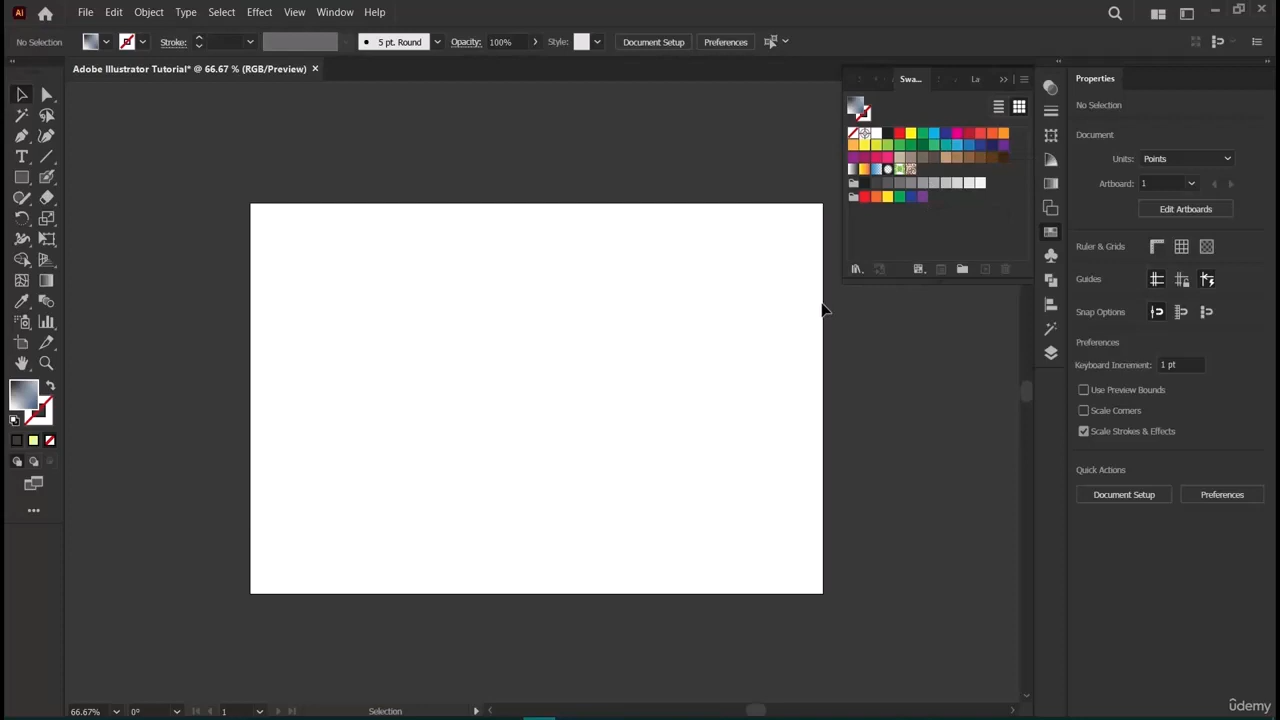 Ai File Edit Object Type Select Effect View Window Help
No Selection Stroke: 5 pt. Round Opacity: 100% Style: Document Setup Preferences
Adobe Illustrator Tutorial* @ 66.67 % (RGB/Preview) ×
Swa... La
Properties
No Selection
Document
Units: Points
Artboard: 1
Edit Artboards
Ruler & Grids
Guides
Snap Options
Preferences
Keyboard Increment: 1 pt
Use Preview Bounds
Scale Corners
Scale Strokes & Effects
Quick Actions
Document Setup Preferences
66.67% 0° 1 Selection
ûdemy